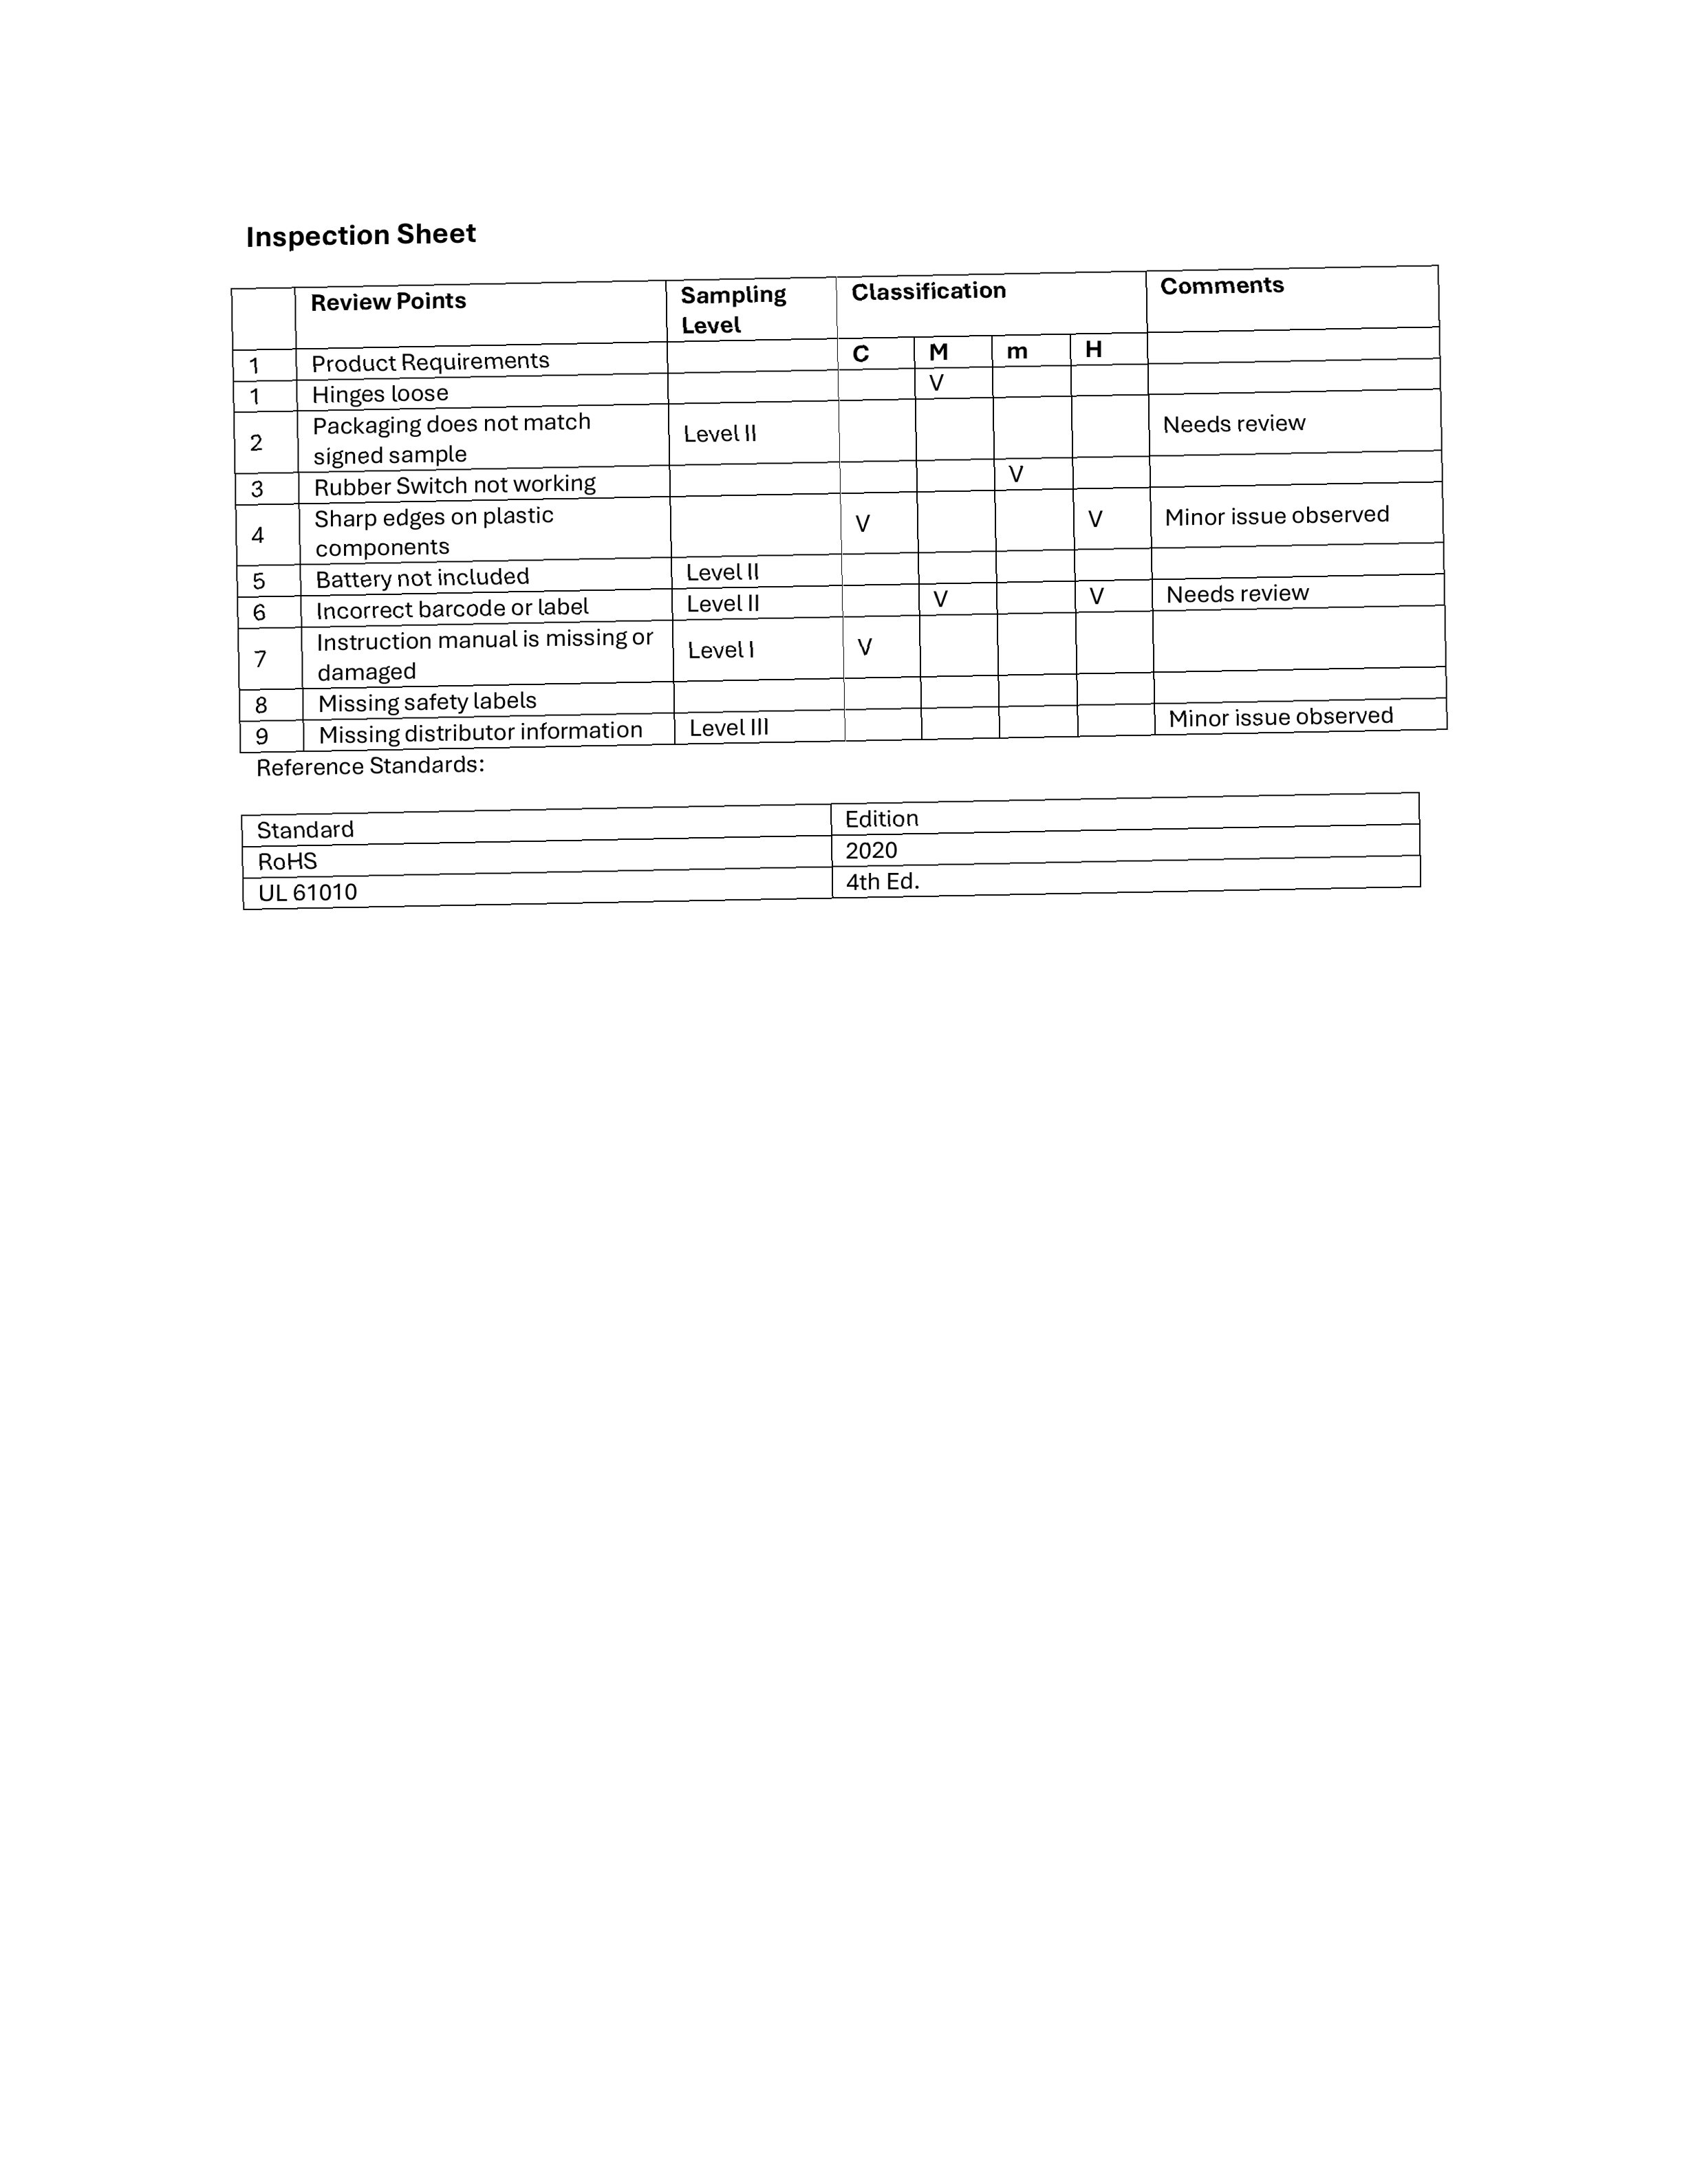 Inspection Sheet
Review Points Sampling Level Classification Comments
1 Product Requirements C M m H
1 Hinges loose V
2 Packaging does not match signed sample Level II Needs review
3 Rubber Switch not working V
4 Sharp edges on plastic components V V Minor issue observed
5 Battery not included Level II
6 Incorrect barcode or label Level II V V Needs review
7 Instruction manual is missing or damaged Level I V
8 Missing safety labels
9 Missing distributor information Level III Minor issue observed
Reference Standards:
Standard Edition
RoHS 2020
UL 61010 4th Ed.